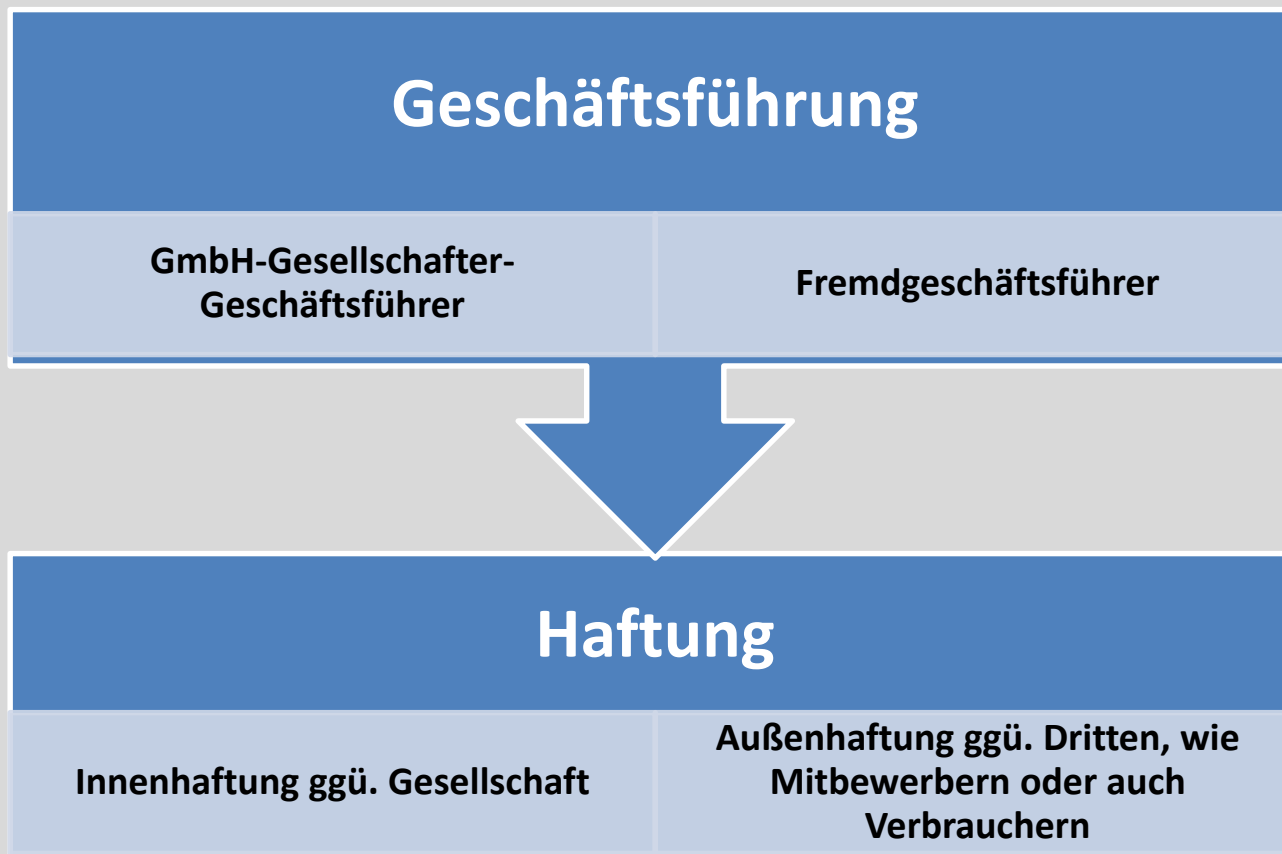 Geschäftsführung
GmbH-Gesellschafter-
Geschäftsführer
Fremdgeschäftsführer
Haftung
Innenhaftung ggü. Gesellschaft
Außenhaftung ggü. Dritten, wie
Mitbewerbern oder auch
Verbrauchern